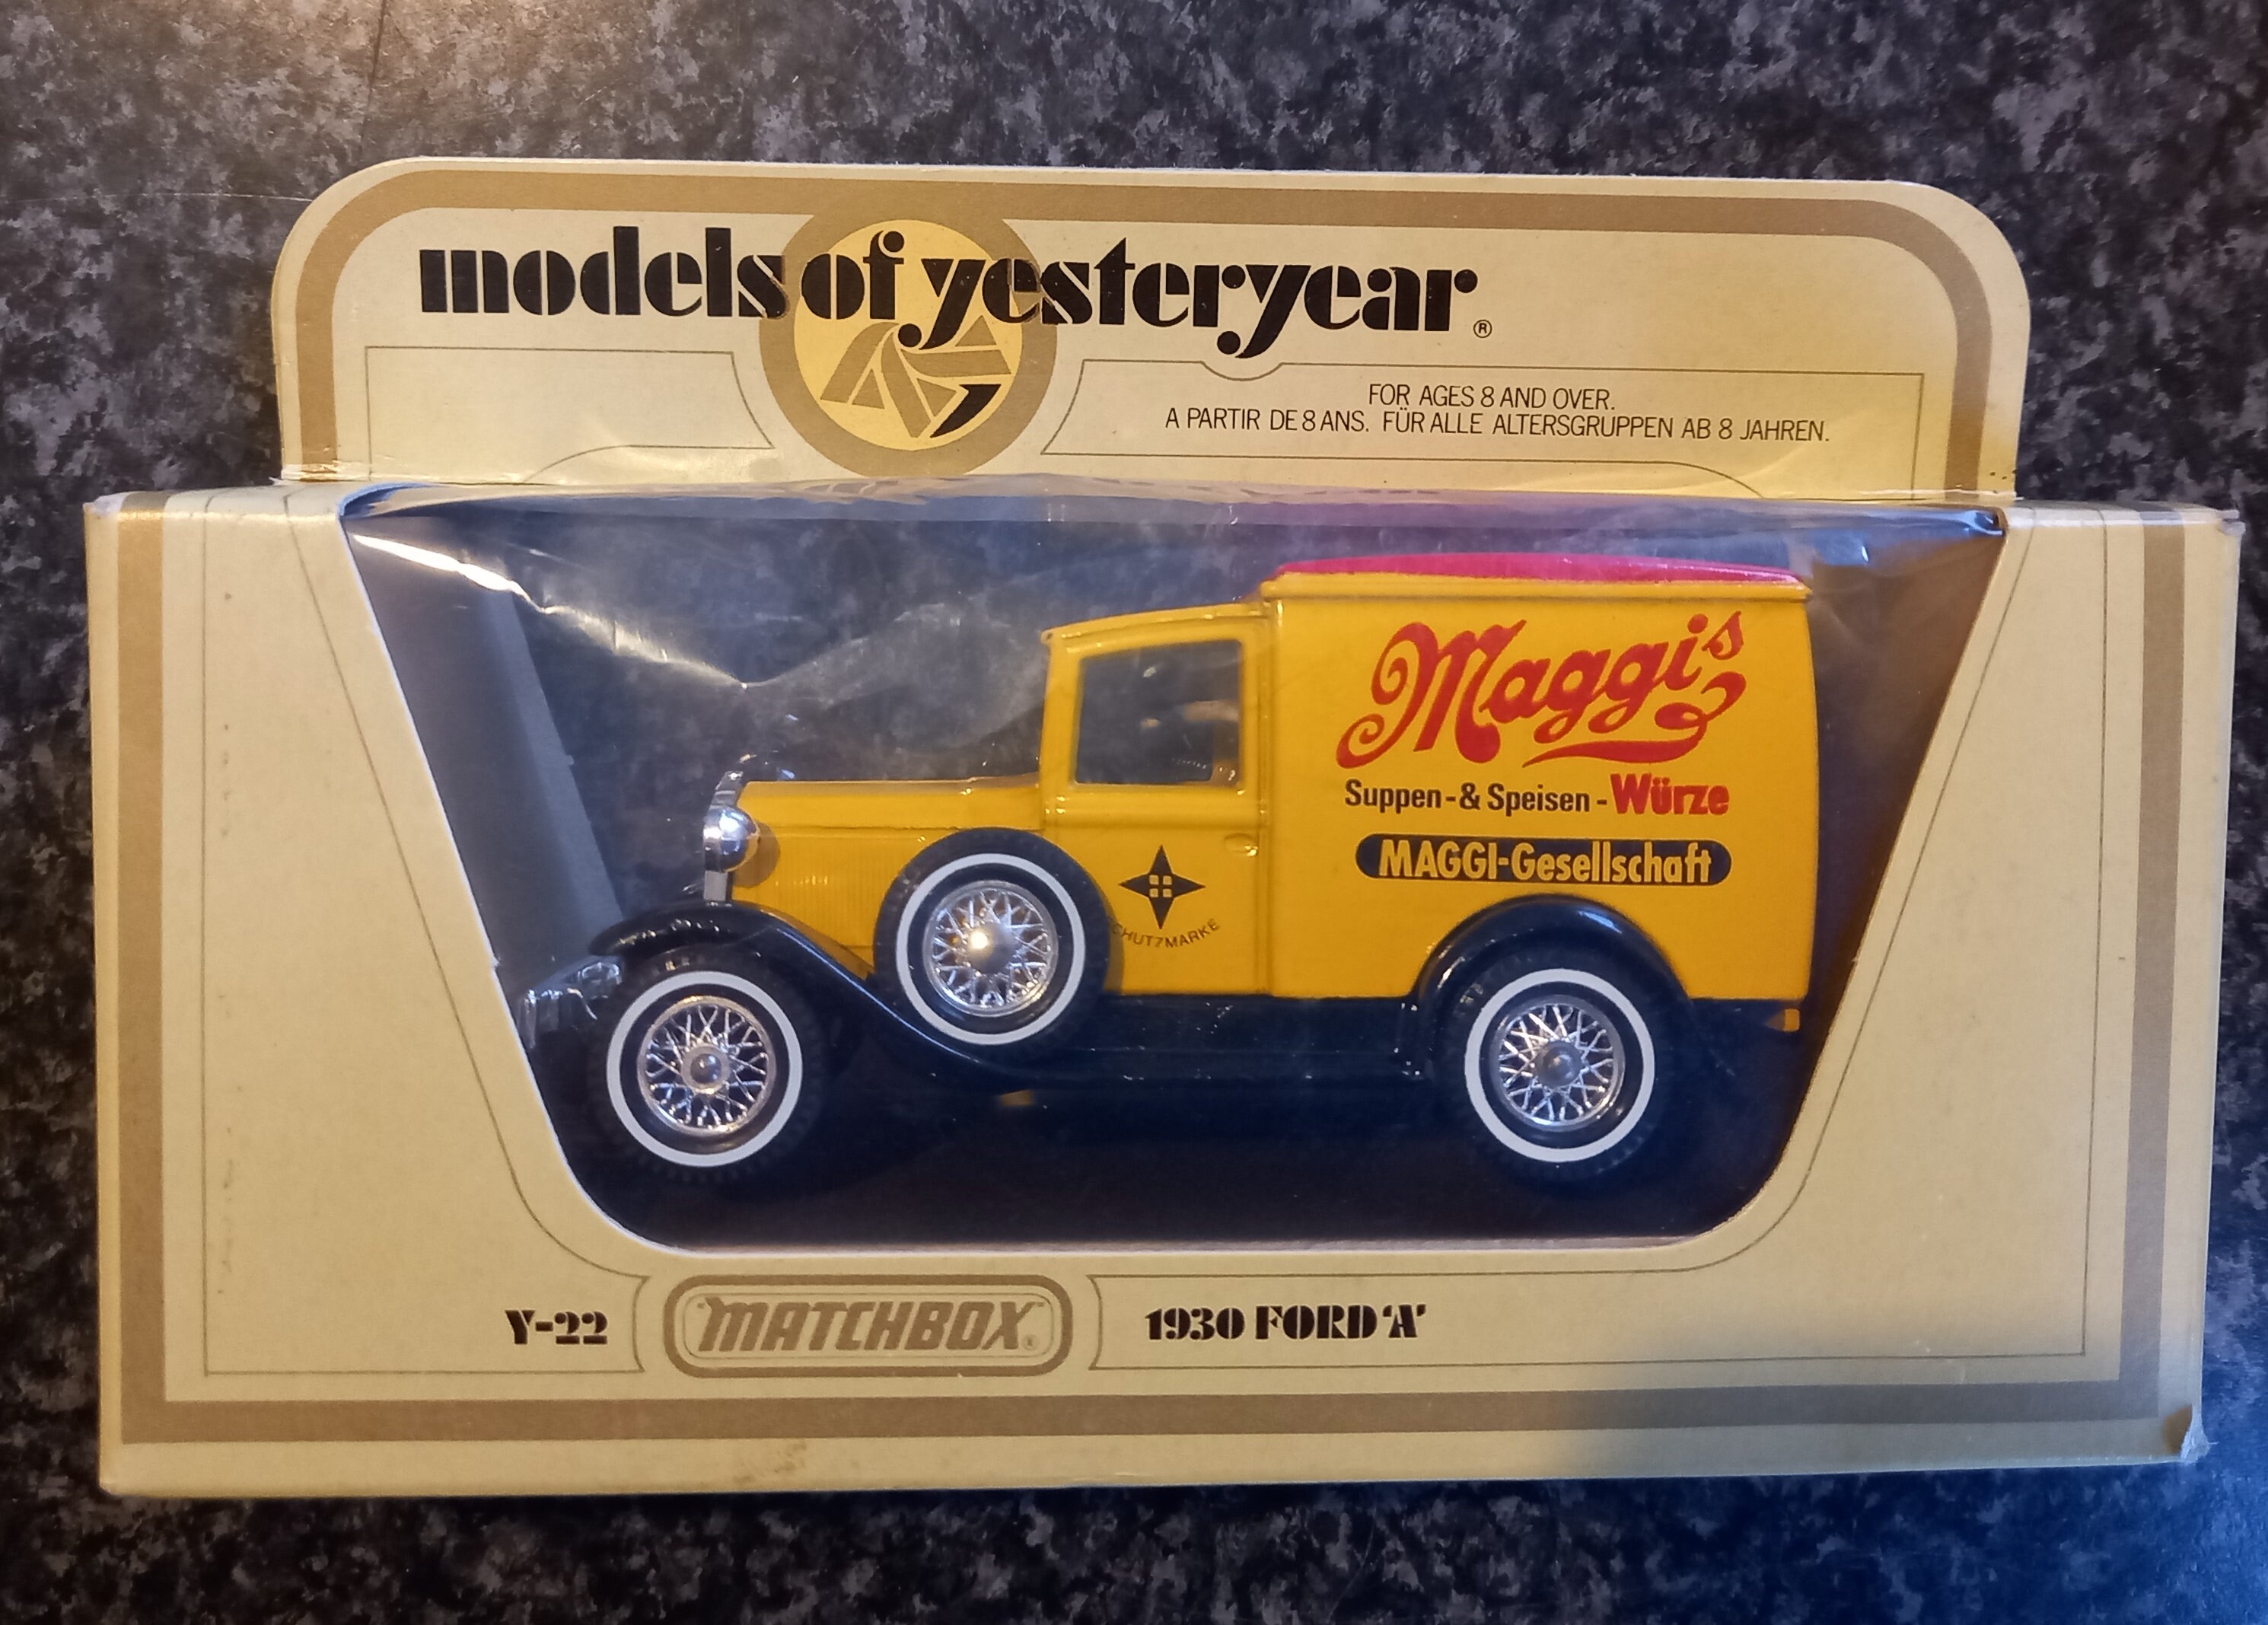 models of yesteryear ®
FOR AGES 8 AND OVER.
A PARTIR DE 8 ANS. FÜR ALLE ALTERSGRUPPEN AB 8 JAHREN.
Maggi's
Suppen-& Speisen-Würze
MAGGI-Gesellschaft
SCHUTZMARKE
Y-22
"MATCHBOX"®
1930 FORD 'A'